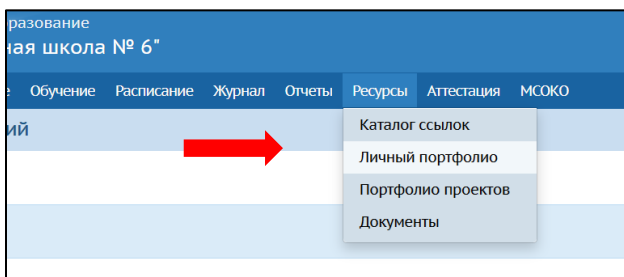 разование
ная школа № 6"
е Обучение Расписание Журнал Отчеты Ресурсы Аттестация МСОКО
ий
Каталог ссылок
Личный портфолио
Портфолио проектов
Документы